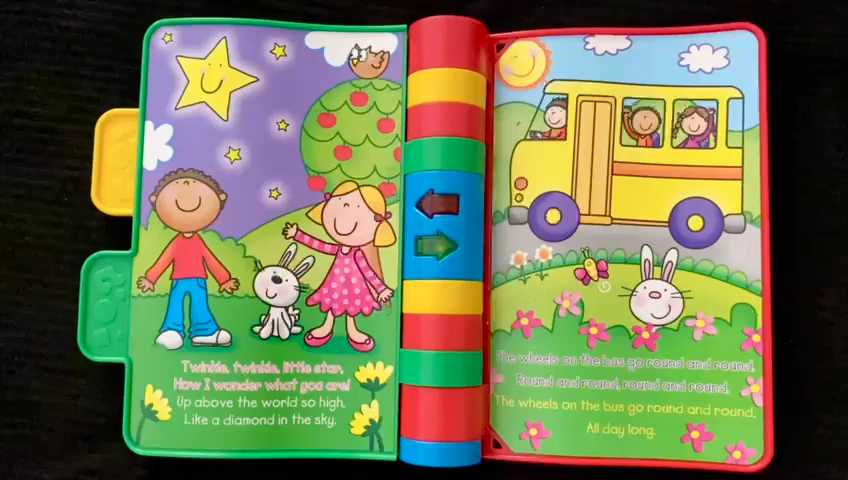 Twinkle, twinkle, little star,
How I wonder what you are!
Up above the world so high,
Like a diamond in the sky.
The wheels on the bus go round and round,
Round and round, round and round.
The wheels on the bus go round and round,
All day long.